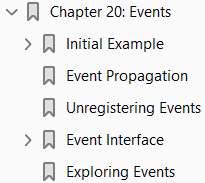 Chapter 20: Events
Initial Example
Event Propagation
Unregistering Events
Event Interface
Exploring Events